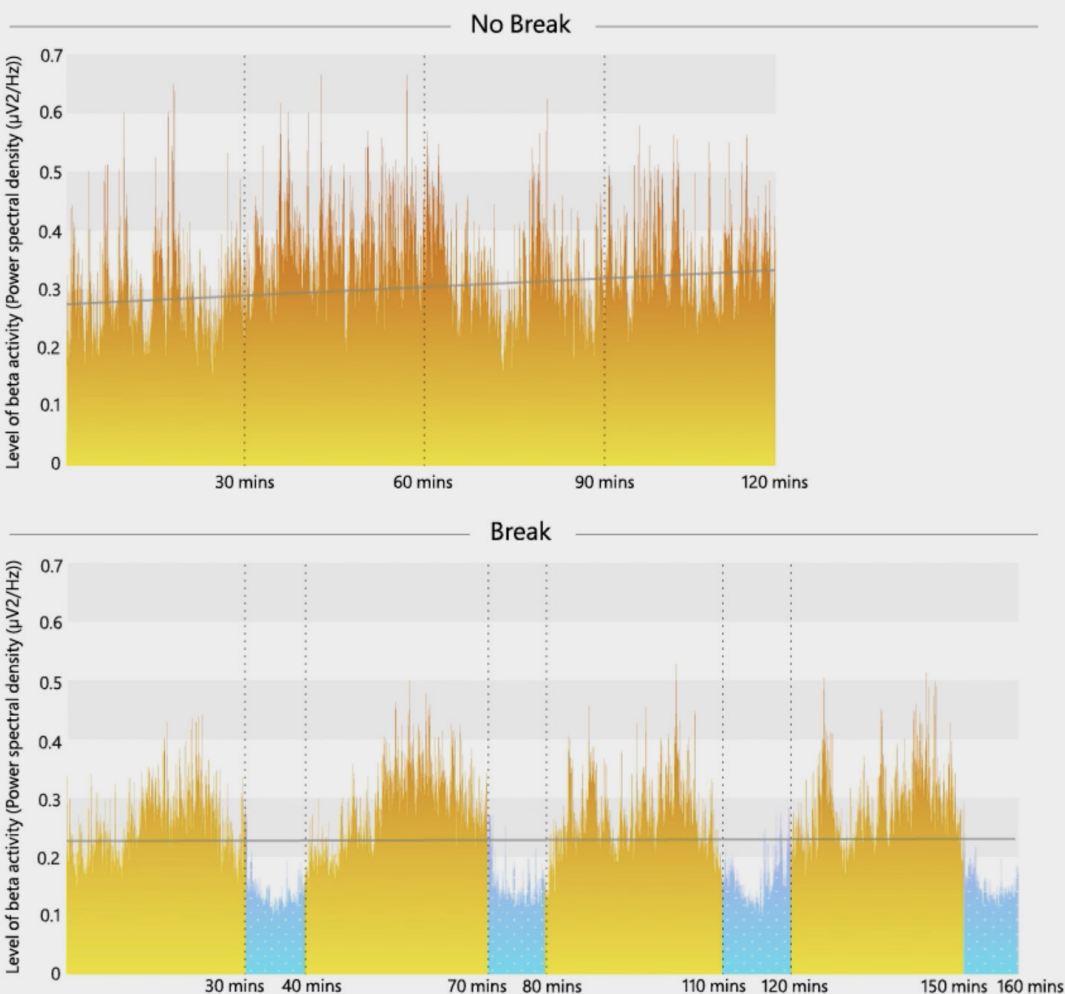 No Break
Level of beta activity (Power spectral density (µV2/Hz))
0.7
0.6
0.5
0.4
0.3
0.2
0.1
0
30 mins 60 mins 90 mins 120 mins
Break
Level of beta activity (Power spectral density (µV2/Hz))
0.7
0.6
0.5
0.4
0.3
0.2
0.1
0
30 mins 40 mins 70 mins 80 mins 110 mins 120 mins 150 mins 160 mins